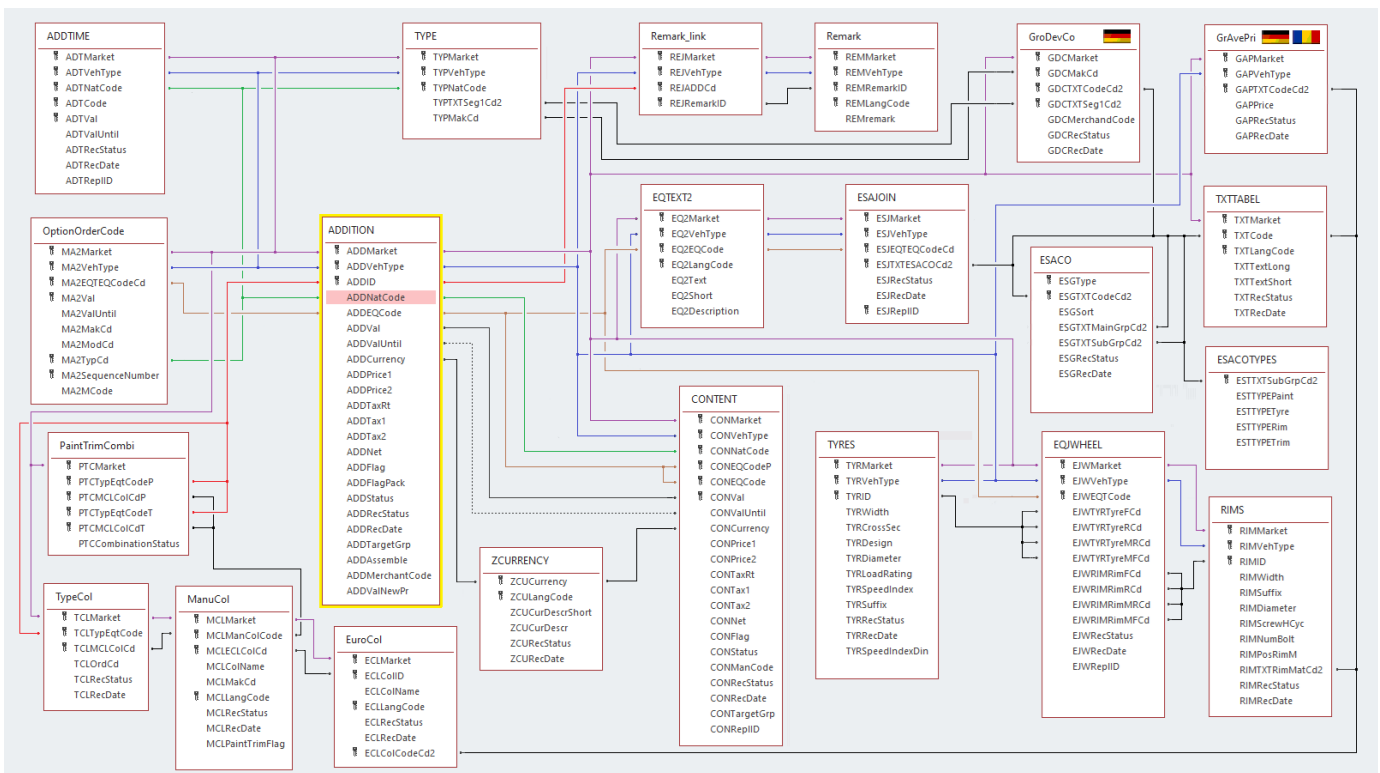 ADDTIME
ADTMarket
ADTVehType
ADTNatCode
ADTCode
ADTVal
ADTValUntil
ADTRecStatus
ADTRecDate
ADTReplID
TYPE
TYPMarket
TYPVehType
TYPNatCode
TYPTXTSeg1Cd2
TYPMakCd
Remark_link
REJMarket
REJVehType
REJADDCd
REJRemarkID
Remark
REMMarket
REMVehType
REMRemarkID
REMLangCode
REMremark
GroDevCo
GDCMarket
GDCMakCd
GDCTXTCodeCd2
GDCTXTSeg1Cd2
GDCMerchandCode
GDCRecStatus
GDCRecDate
GrAvePri
GAPMarket
GAPVehType
GAPTXTCodeCd2
GAPPrice
GAPRecStatus
GAPRecDate
OptionOrderCode
MA2Market
MA2VehType
MA2EQTEQCodeCd
MA2Val
MA2ValUntil
MA2MakCd
MA2ModCd
MA2TypCd
MA2SequenceNumber
MA2MCode
ADDITION
ADDMarket
ADDVehType
ADDID
ADDNatCode
ADDEQCode
ADDVal
ADDValUntil
ADDCurrency
ADDPrice1
ADDPrice2
ADDTaxRt
ADDTax1
ADDTax2
ADDNet
ADDFlag
ADDFlagPack
ADDStatus
ADDRecStatus
ADDRecDate
ADDTargetGrp
ADDAssemble
ADDMerchantCode
ADDValNewPr
EQTEXT2
EQ2Market
EQ2VehType
EQ2EQCode
EQ2LangCode
EQ2Text
EQ2Short
EQ2Description
ESAJOIN
ESJMarket
ESJVehType
ESJEQTEQCodeCd
ESJTXTESACOCd2
ESJRecStatus
ESJRecDate
ESJReplID
ESACO
ESGType
ESGTXTCodeCd2
ESGSort
ESGTXTMainGrpCd2
ESGTXTSubGrpCd2
ESGRecStatus
ESGRecDate
TXTTABEL
TXTMarket
TXTCode
TXTLangCode
TXTTextLong
TXTTextShort
TXTRecStatus
TXTRecDate
ESACOTYPES
ESTTXTSubGrpCd2
ESTTYPEPaint
ESTTYPETyre
ESTTYPERim
ESTTYPETrim
PaintTrimCombi
PTCMarket
PTCTypEqtCodeP
PTCMCLColCdP
PTCTypEqtCodeT
PTCMCLColCdT
PTCCombinationStatus
CONTENT
CONMarket
CONVehType
CONNatCode
CONEQCodeP
CONEQCode
CONVal
CONValUntil
CONCurrency
CONPrice1
CONPrice2
CONTaxRt
CONTax1
CONTax2
CONNet
CONFlag
CONStatus
CONManCode
CONRecStatus
CONRecDate
CONTargetGrp
CONReplID
TYRES
TYRMarket
TYRVehType
TYRID
TYRWidth
TYRCrossSec
TYRDesign
TYRDiameter
TYRLoadRating
TYRSpeedIndex
TYRSuffix
TYRRecStatus
TYRRecDate
TYRSpeedIndexDin
EQJWHEEL
EJWMarket
EJWVehType
EJWEQTCode
EJWTYRTyreFCd
EJWTYRTyreRCd
EJWTYRTyreMRCd
EJWTYRTyreMFCd
EJWRIMRimFCd
EJWRIMRimRCd
EJWRIMRimMRCd
EJWRIMRimMFCd
EJWRecStatus
EJWRecDate
EJWReplID
RIMS
RIMMarket
RIMVehType
RIMID
RIMWidth
RIMSuffix
RIMDiameter
RIMScrewHCyc
RIMNumBolt
RIMPosRimM
RIMTXTRimMatCd2
RIMRecStatus
RIMRecDate
ZCURRENCY
ZCUCurrency
ZCULangCode
ZCUCurDescrShort
ZCUCurDescr
ZCURecStatus
ZCURecDate
TypeCol
TCLMarket
TCLTypEqtCode
TCLMCLColCd
TCLOrdCd
TCLRecStatus
TCLRecDate
ManuCol
MCLMarket
MCLManColCode
MCLECLColCd
MCLColName
MCLMakCd
MCLLangCode
MCLRecStatus
MCLRecDate
MCLPaintTrimFlag
EuroCol
ECLMarket
ECLColID
ECLColName
ECLLangCode
ECLRecStatus
ECLRecDate
ECLColCodeCd2